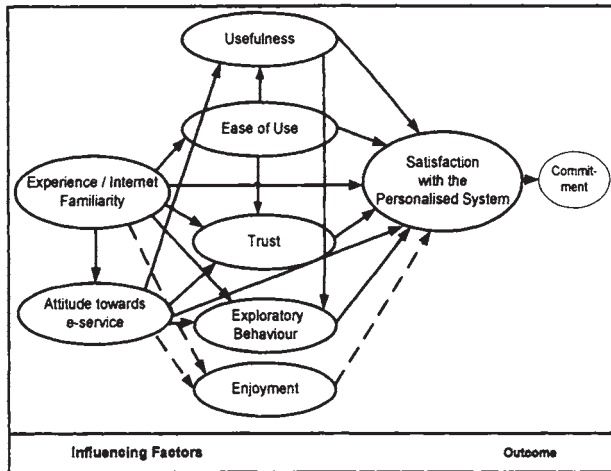 Usefulness
Ease of Use
Experience / Internet
Familiarity
Satisfaction
with the
Personalised System
Commit-
ment
Trust
Attitude towards
e-service
Exploratory
Behaviour
Enjoyment
Influencing Factors
Outcome